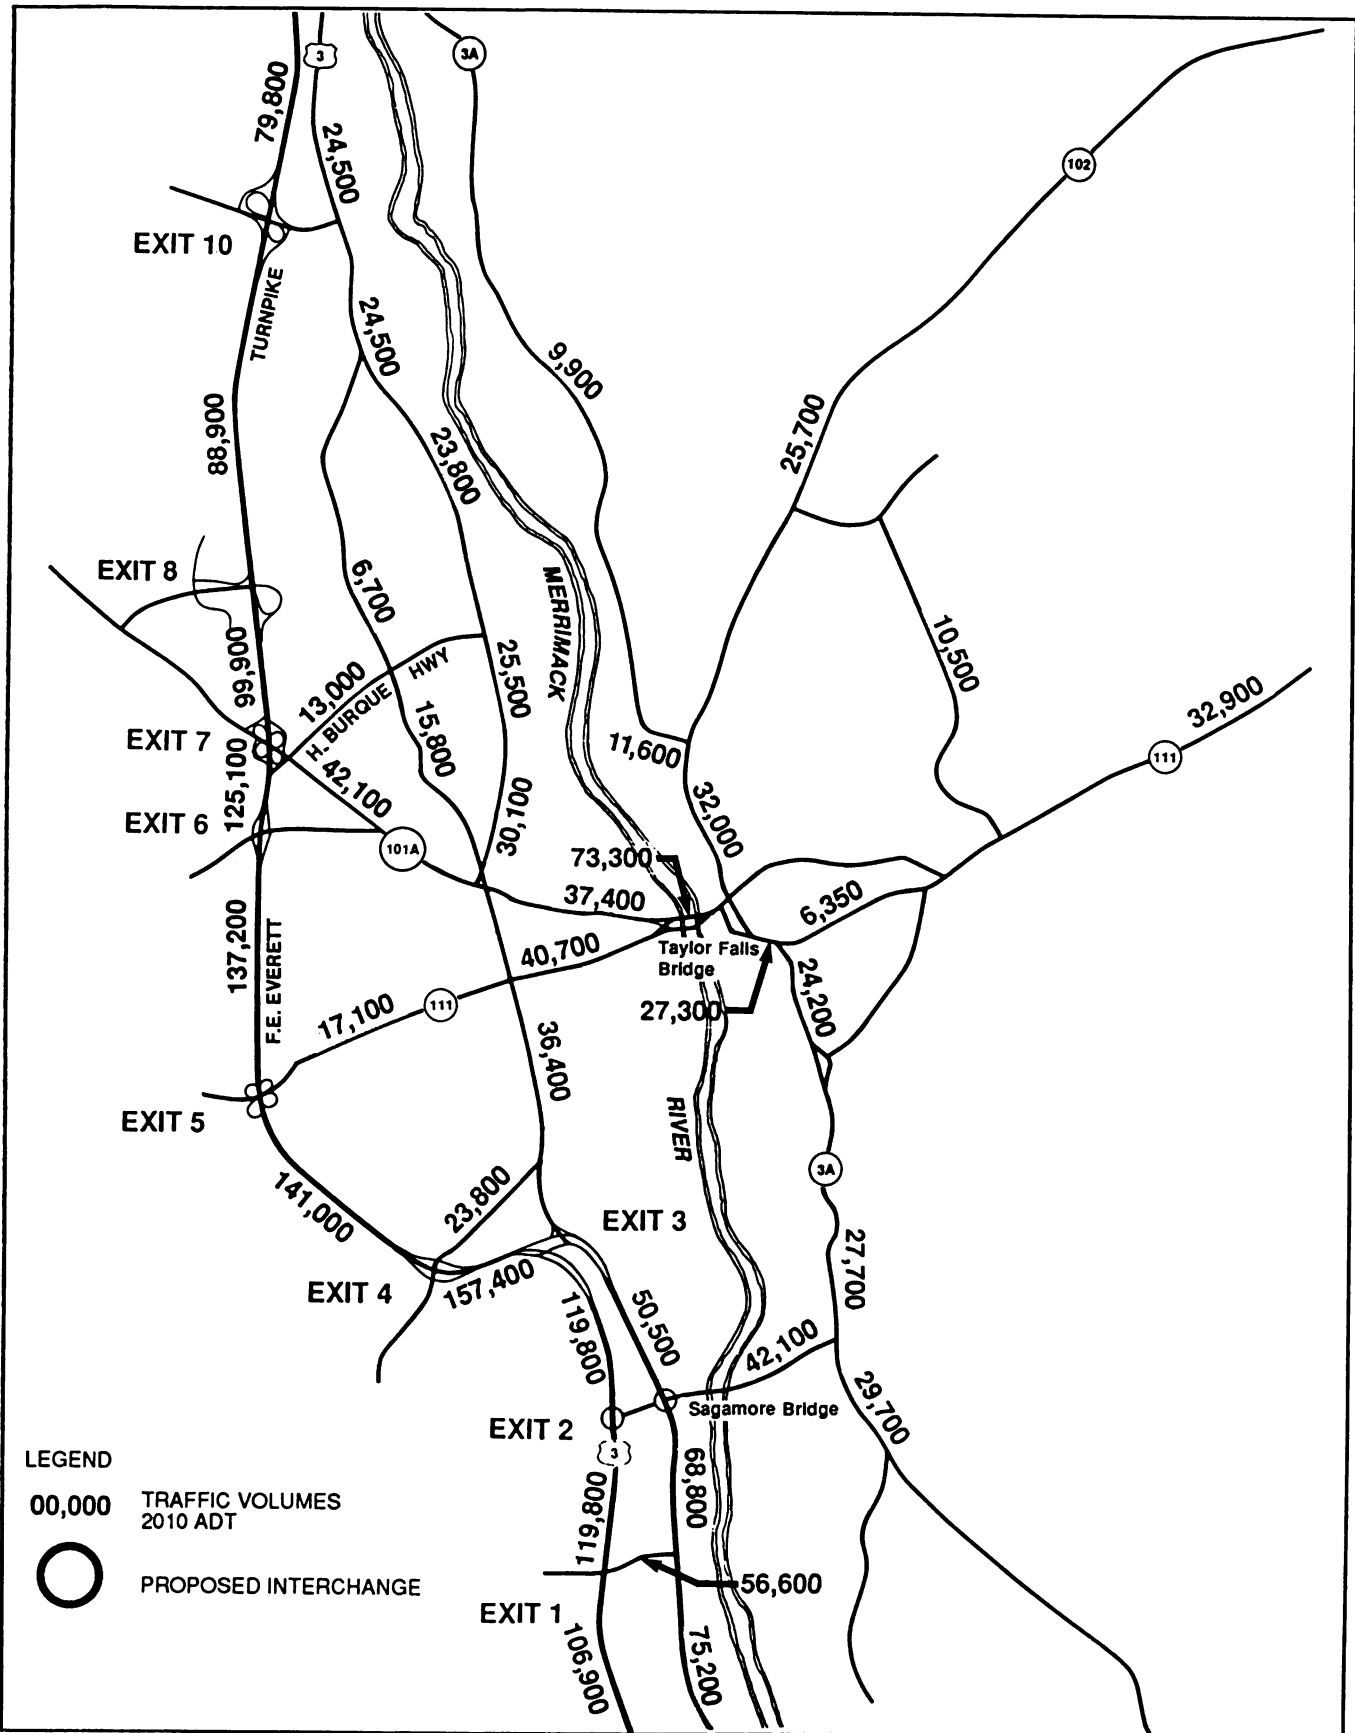 3
3A
79,800
24,500
102
EXIT 10
TURNPIKE
24,500
9,900
88,900
25,700
23,800
EXIT 8
6,700
MERRIMACK
99,900
13,000
H. BURQUE HWY
25,500
10,500
32,900
EXIT 7
15,800
11,600
111
125,100
42,100
30,100
32,000
EXIT 6
101A
73,300
37,400
6,350
137,200
F.E. EVERETT
40,700
Taylor Falls
Bridge
24,200
17,100
111
27,300
36,400
EXIT 5
RIVER
3A
141,000
23,800
EXIT 3
27,700
EXIT 4
157,400
119,800
50,500
42,100
29,700
Sagamore Bridge
EXIT 2
3
68,800
119,800
56,600
EXIT 1
106,900
75,200
LEGEND
00,000 TRAFFIC VOLUMES
2010 ADT
PROPOSED INTERCHANGE